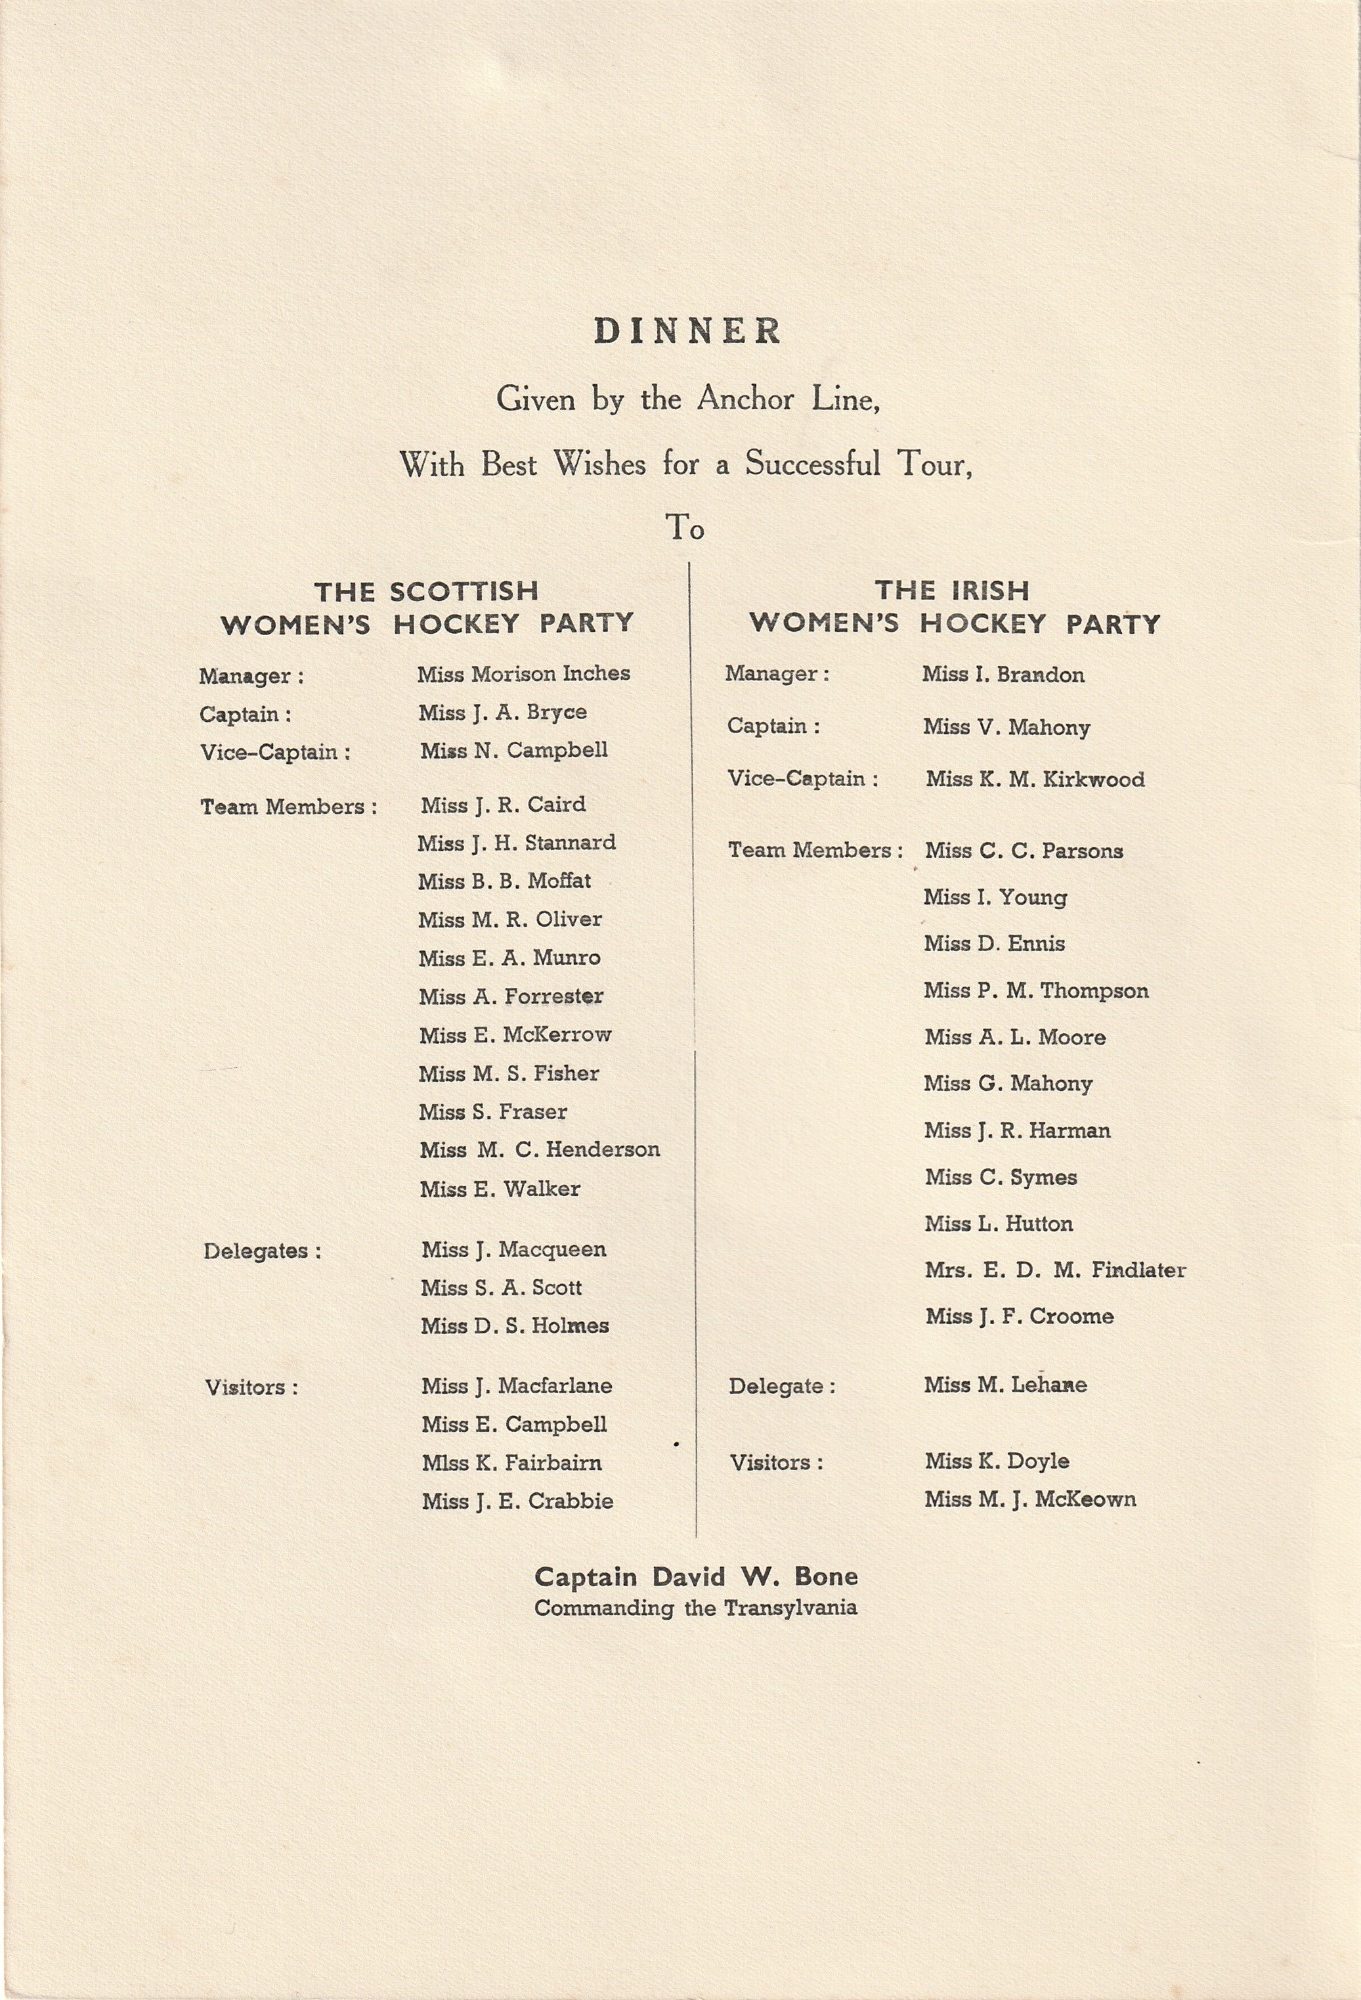 DINNER
Given by the Anchor Line,
With Best Wishes for a Successful Tour,
To
THE SCOTTISH
WOMEN'S HOCKEY PARTY
Manager : Miss Morison Inches
Captain : Miss J. A. Bryce
Vice-Captain : Miss N. Campbell
Team Members : Miss J. R. Caird
Miss J. H. Stannard
Miss B. B. Moffat
Miss M. R. Oliver
Miss E. A. Munro
Miss A. Forrester
Miss E. McKerrow
Miss M. S. Fisher
Miss S. Fraser
Miss M. C. Henderson
Miss E. Walker
Delegates : Miss J. Macqueen
Miss S. A. Scott
Miss D. S. Holmes
Visitors : Miss J. Macfarlane
Miss E. Campbell
Mlss K. Fairbairn
Miss J. E. Crabbie
THE IRISH
WOMEN'S HOCKEY PARTY
Manager : Miss I. Brandon
Captain : Miss V. Mahony
Vice-Captain : Miss K. M. Kirkwood
Team Members : Miss C. C. Parsons
Miss I. Young
Miss D. Ennis
Miss P. M. Thompson
Miss A. L. Moore
Miss G. Mahony
Miss J. R. Harman
Miss C. Symes
Miss L. Hutton
Mrs. E. D. M. Findlater
Miss J. F. Croome
Delegate : Miss M. Lehane
Visitors : Miss K. Doyle
Miss M. J. McKeown
Captain David W. Bone
Commanding the Transylvania